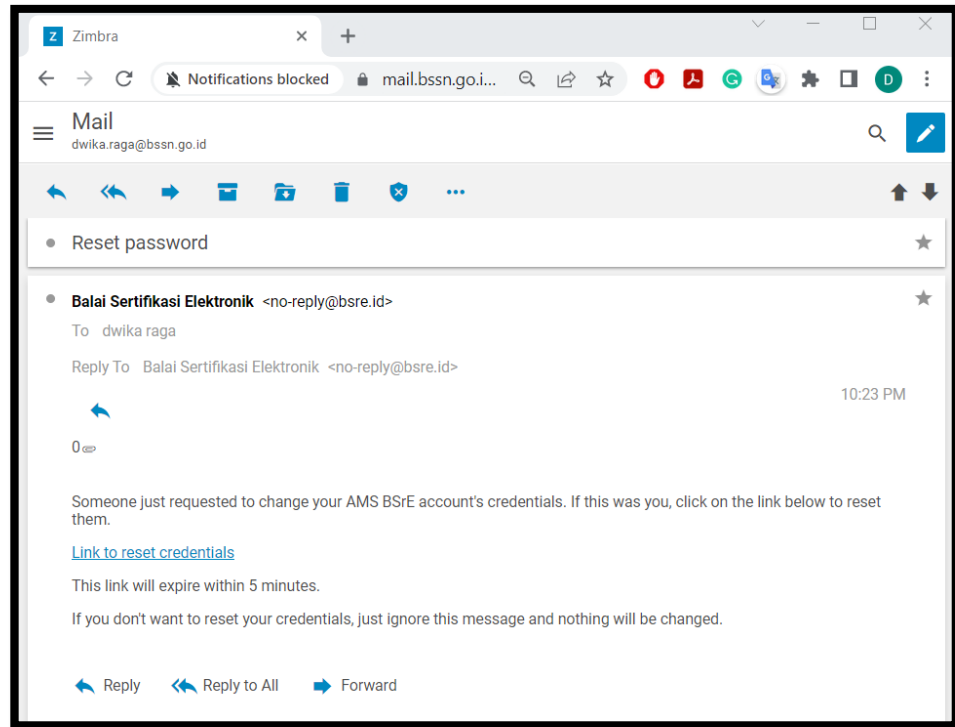 Z Zimbra
Notifications blocked mail.bssn.go.i...
D
Mail
dwika.raga@bssn.go.id
Reset password
Balai Sertifikasi Elektronik <no-reply@bsre.id>
To dwika raga
Reply To Balai Sertifikasi Elektronik <no-reply@bsre.id>
10:23 PM
0
Someone just requested to change your AMS BSrE account's credentials. If this was you, click on the link below to reset
them.
Link to reset credentials
This link will expire within 5 minutes.
If you don't want to reset your credentials, just ignore this message and nothing will be changed.
Reply Reply to All Forward